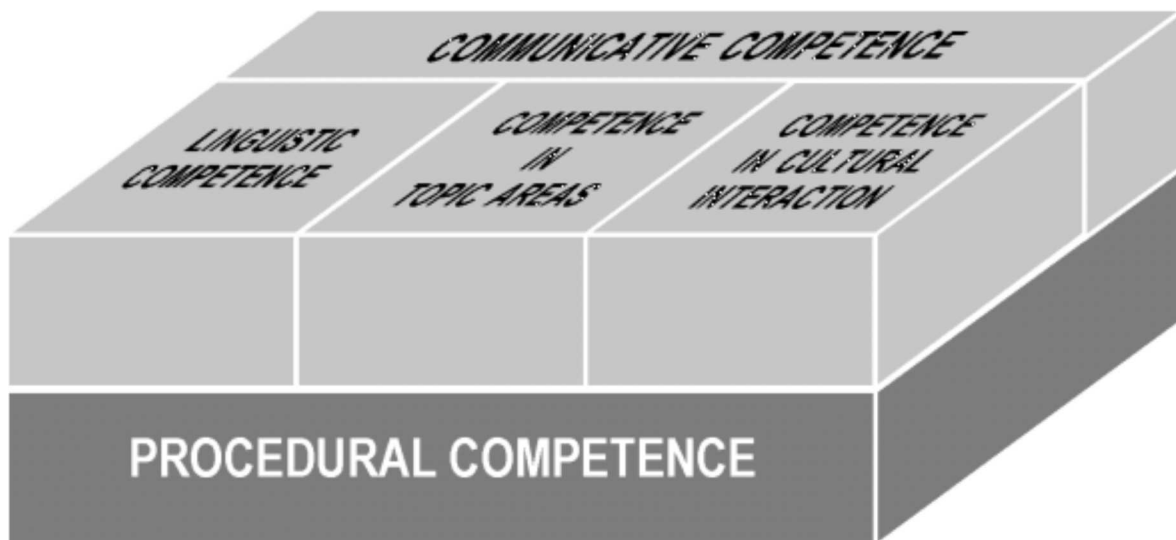 COMMUNICATIVE COMPETENCE
LINGUISTIC
COMPETENCE
COMPETENCE
IN
TOPIC AREAS
COMPETENCE
IN CULTURAL
INTERACTION
PROCEDURAL COMPETENCE